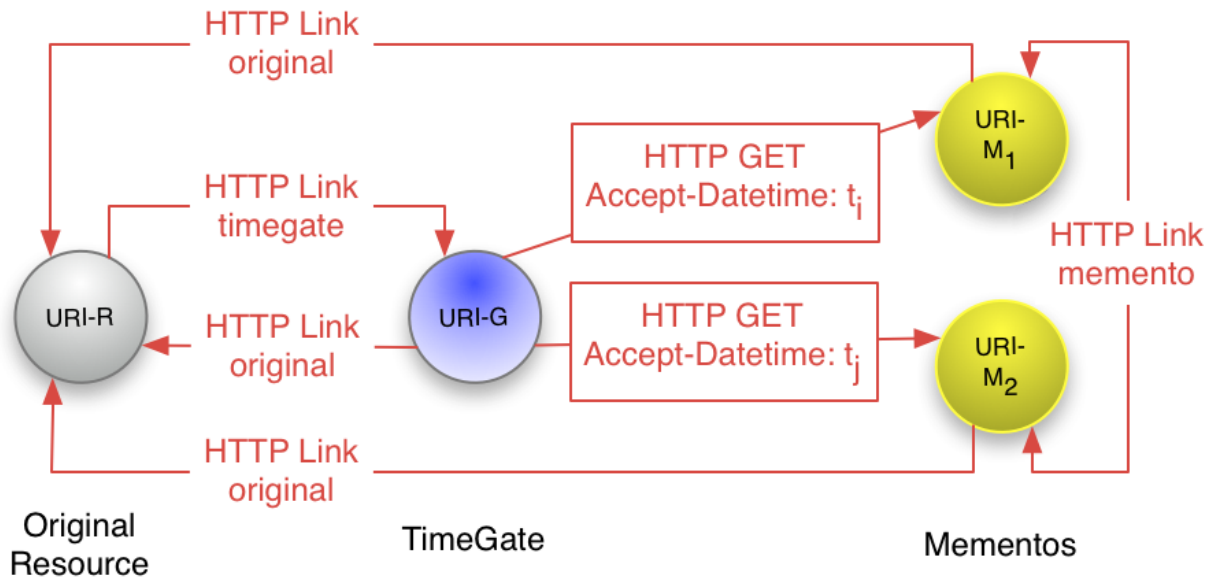 HTTP Link
original
HTTP Link
timegate
HTTP GET
Accept-Datetime: ti
URI-
M1
HTTP Link
memento
URI-R
HTTP Link
original
URI-G
HTTP GET
Accept-Datetime: tj
URI-
M2
HTTP Link
original
Original
Resource
TimeGate
Mementos